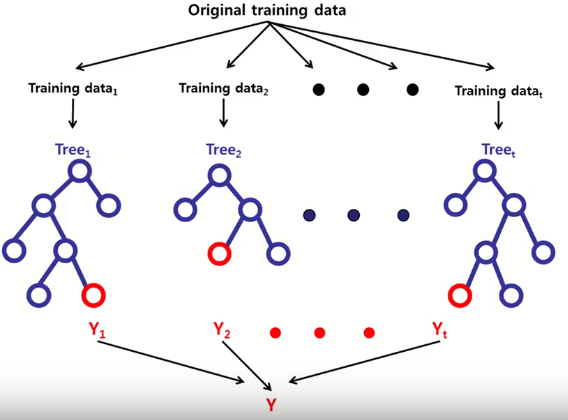 Original training data
Training data₁ Training data₂ Training dataₜ
Tree₁ Tree₂ Treeₜ
Y₁ Y₂ Yₜ
Y